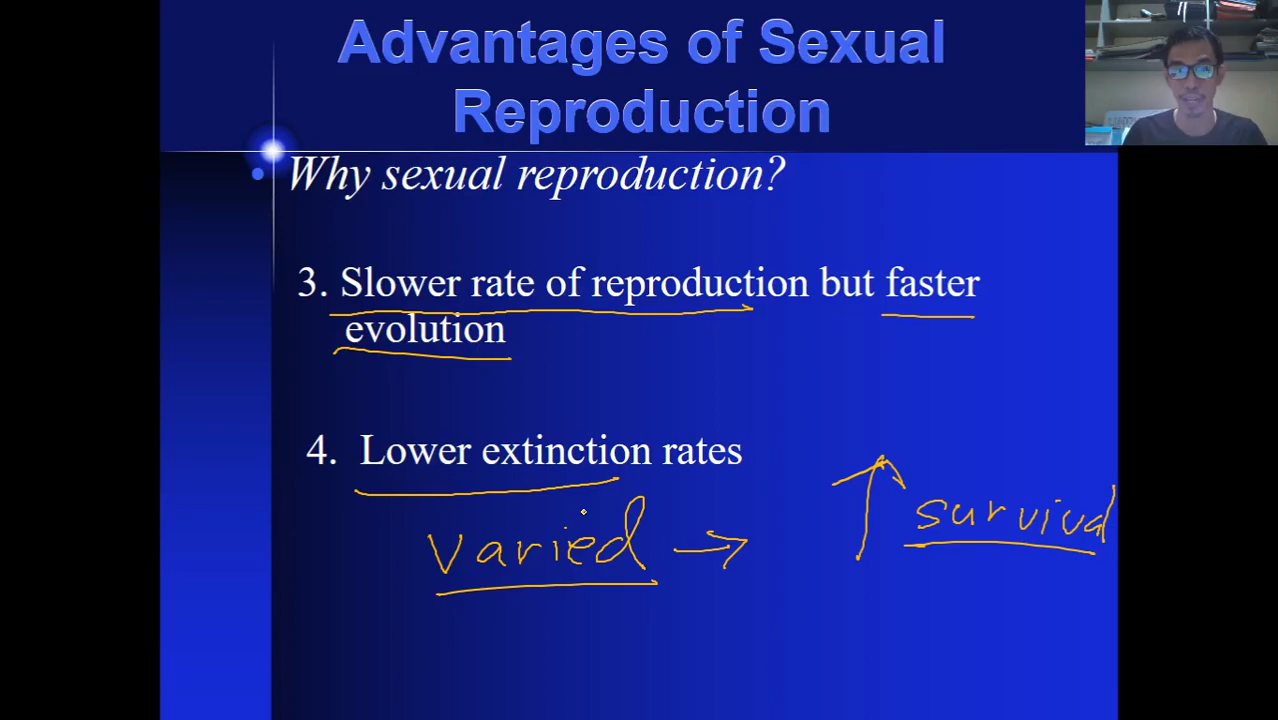 Advantages of Sexual
Reproduction
• Why sexual reproduction?
3. Slower rate of reproduction but faster
evolution
4. Lower extinction rates
varied → ↑ survival